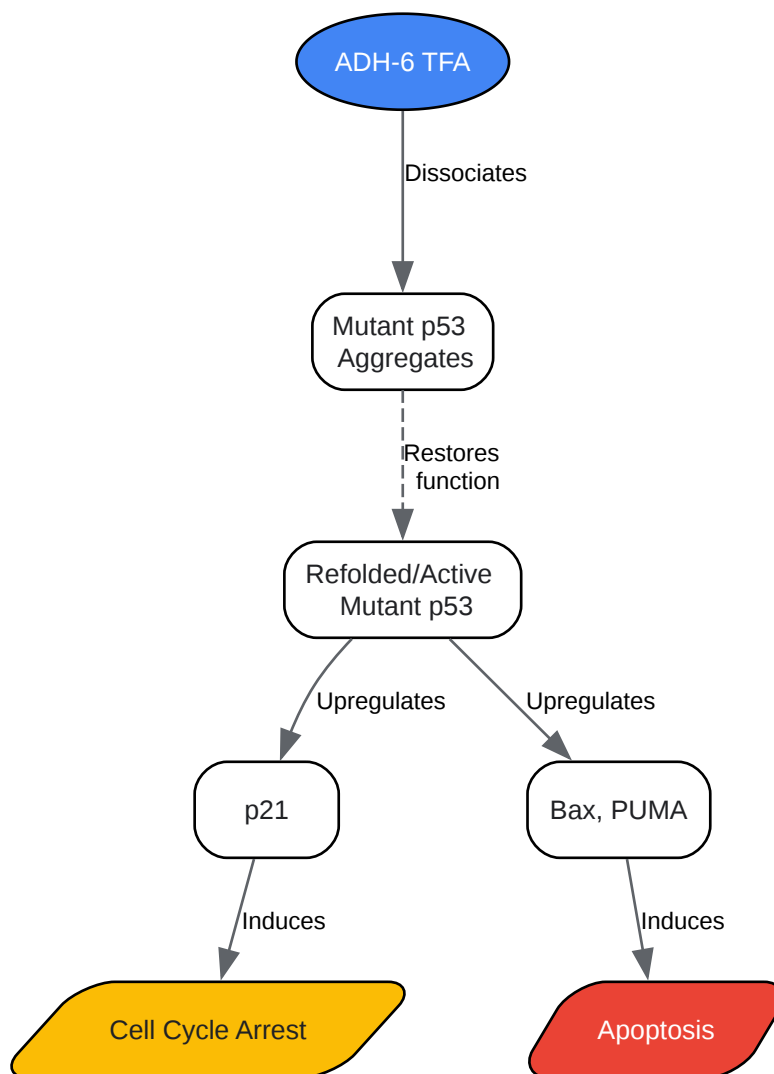 ADH-6 TFA
Dissociates
Mutant p53
Aggregates
Restores
function
Refolded/Active
Mutant p53
Upregulates
Upregulates
p21
Bax, PUMA
Induces
Induces
Cell Cycle Arrest
Apoptosis